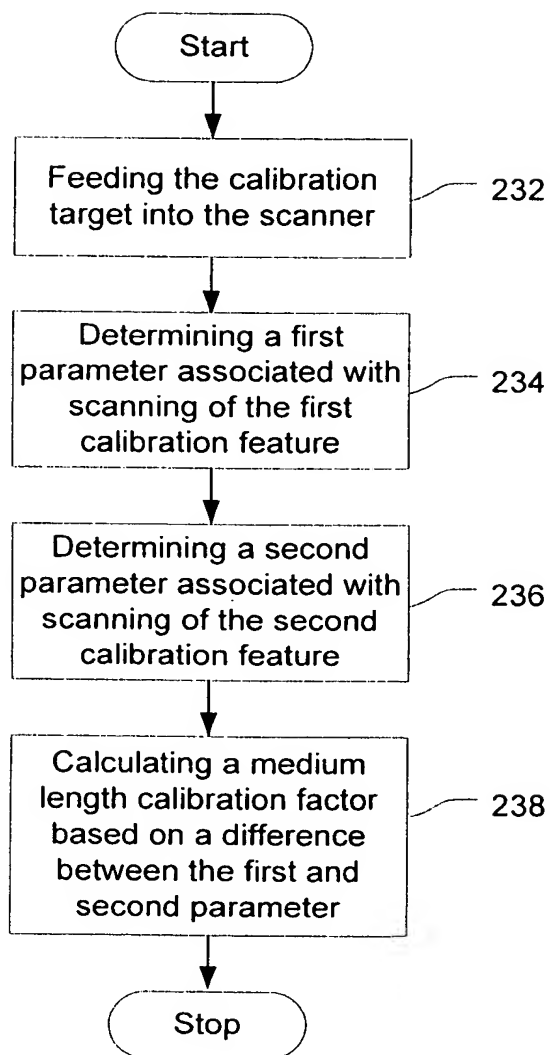 Start
Feeding the calibration
target into the scanner
232
Determining a first
parameter associated with
scanning of the first
calibration feature
234
Determining a second
parameter associated with
scanning of the second
calibration feature
236
Calculating a medium
length calibration factor
based on a difference
between the first and
second parameter
238
Stop